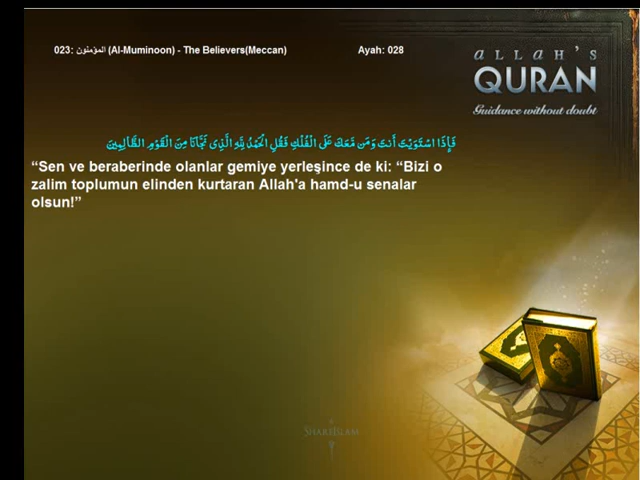 023: المؤمنون (Al-Muminoon) - The Believers(Meccan) Ayah: 028
ALLAH'S
QURAN
Guidance without doubt
فَإِذَا اسْتَوَيْتَ أَنتَ وَمَن مَّعَكَ عَلَى الْفُلْكِ فَقُلِ الْحَمْدُ لِلَّهِ الَّذِي نَجَّانَا مِنَ الْقَوْمِ الظَّالِمِينَ
“Sen ve beraberinde olanlar gemiye yerleşince de ki: “Bizi o
zalim toplumun elinden kurtaran Allah'a hamd-u senalar
olsun!”
SHAREISLAM